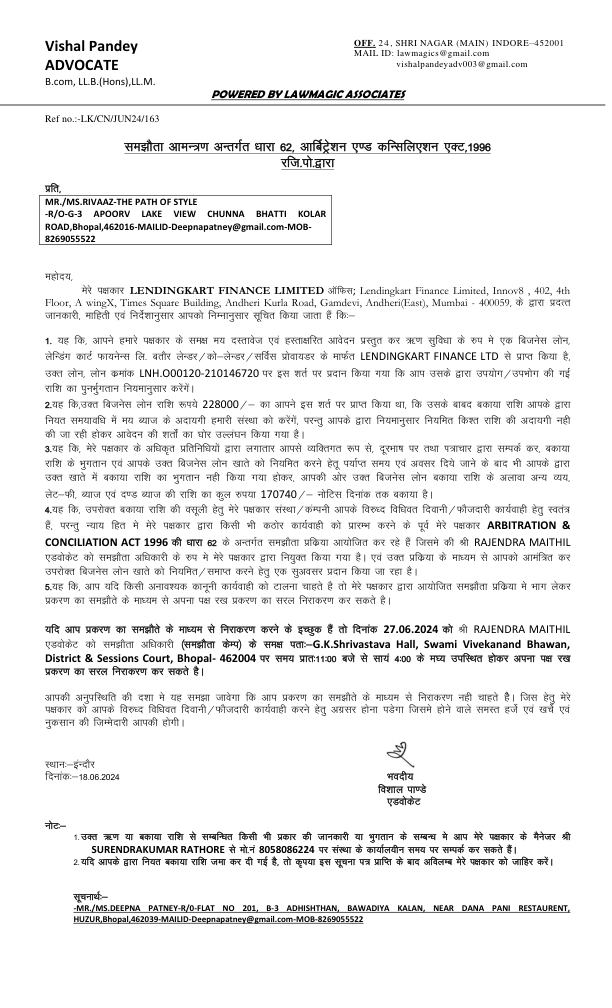 Vishal Pandey
ADVOCATE
B.com, LL.B.(Hons),LL.M.
OFF. 24, SHRI NAGAR (MAIN) INDORE–452001
MAIL ID: lawmagics@gmail.com
vishalpandeyadv003@gmail.com
POWERED BY LAWMAGIC ASSOCIATES
Ref no.:-LK/CN/JUN24/163
समझौता आमन्त्रण अन्तर्गत धारा 62, आर्बिट्रेशन एण्ड कन्सिलिएशन एक्ट,1996
रजि.पो.द्वारा
प्रति,
MR./MS.RIVAAZ-THE PATH OF STYLE
-R/O-G-3 APOORV LAKE VIEW CHUNNA BHATTI KOLAR
ROAD,Bhopal,462016-MAILID-Deepnapatney@gmail.com-MOB-
8269055522
महोदय,
मेरे पक्षकार LENDINGKART FINANCE LIMITED ऑफिस; Lendingkart Finance Limited, Innov8 , 402, 4th
Floor, A wingX, Times Square Building, Andheri Kurla Road, Gamdevi, Andheri(East), Mumbai - 400059, के द्वारा प्रदत्त
जानकारी, माहिती एवं निर्देशानुसार आपको निम्नानुसार सूचित किया जाता हैं कि:–
1. यह कि, आपने हमारे पक्षकार के समक्ष मय दस्तावेज एवं हस्ताक्षरित आवेदन प्रस्तुत कर ऋण सुविधा के रुप मे एक बिजनेस लोन,
लेन्डिंग कार्ट फायनेन्स लि. बतौर लेन्डर/को–लेन्डर/सर्विस प्रोवायडर के मार्फत LENDINGKART FINANCE LTD से प्राप्त किया है,
उक्त लोन, लोन क्रमांक LNH.O00120-210146720 पर इस शर्त पर प्रदान किया गया कि आप उसके द्वारा उपयोग/उपभोग की गई
राशि का पुनर्मुगतान नियमानुसार करेंगें।
2.यह कि,उक्त बिजनेस लोन राशि रूपये 228000/– का आपने इस शर्त पर प्राप्त किया था, कि उसके बाबद बकाया राशि आपके द्वारा
नियत समयावधि में मय ब्याज के अदायगी हमारी संस्था को करेंगें, परन्तु आपके द्वारा नियमानुसार नियमित किश्त राशि की अदायगी नही
की जा रही होकर आवेदन की शर्तों का घोर उल्लंघन किया गया है।
3.यह कि, मेरे पक्षकार के अधिकृत प्रतिनिधियों द्वारा लगातार आपसे व्यक्तिगत रूप से, दूरभाष पर तथा पत्राचार द्वारा सम्पर्क कर, बकाया
राशि के भुगतान एवं आपके उक्त बिजनेस लोन खाते को नियमित करने हेतू पर्याप्त समय एवं अवसर दिये जाने के बाद भी आपके द्वारा
उक्त खाते में बकाया राशि का भुगतान नही किया गया होकर, आपकी ओर उक्त बिजनेस लोन बकाया राशि के अलावा अन्य व्यय,
लेट–फी, ब्याज एवं दण्ड ब्याज की राशि का कुल रुपया 170740/– नोटिस दिनांक तक बकाया है।
4.यह कि, उपरोक्त बकाया राशि की वसूली हेतु मेरे पक्षकार संस्था/कंपनी आपके विरुध्द विधिवत दिवानी/फौजदारी कार्यवाही हेतु स्वतंत्र
हैं, परन्तु न्याय हित मे मेरे पक्षकार द्वारा किसी भी कठोर कार्यवाही को प्रारम्भ करने के पूर्व मेरे पक्षकार ARBITRATION &
CONCILIATION ACT 1996 की धारा 62 के अन्तर्गत समझौता प्रक्रिया आयोजित कर रहे हैं जिसमे की श्री RAJENDRA MAITHIL
एडवोकेट को समझौता अधिकारी के रुप मे मेरे पक्षकार द्वारा नियुक्त किया गया है। एवं उक्त प्रक्रिया के माध्यम से आपको आमंत्रित कर
उपरोक्त बिजनेस लोन खाते को नियमित/समाप्त करने हेतु एक सुअवसर प्रदान किया जा रहा है।
5.यह कि, आप यदि किसी अनावश्यक कानूनी कार्यवाही को टालना चाहते है तो मेरे पक्षकार द्वारा आयोजित समझौता प्रक्रिया मे भाग लेकर
प्रकरण का समझौते के माध्यम से अपना पक्ष रख प्रकरण का सरल निराकरण कर सकते है।
यदि आप प्रकरण का समझौते के माध्यम से निराकरण करने के इच्छुक हैं तो दिनांक 27.06.2024 को श्री RAJENDRA MAITHIL
एडवोकेट को समझौता अधिकारी (समझौता केम्प) के समक्ष पता:–G.K.Shrivastava Hall, Swami Vivekanand Bhawan,
District & Sessions Court, Bhopal- 462004 पर समय प्रात:11:00 बजे से सायं 4:00 के मघ्य उपस्थित होकर अपना पक्ष रख
प्रकरण का सरल निराकरण कर सकते है।
आपकी अनुपस्थिति की दशा मे यह समझा जावेगा कि आप प्रकरण का समझौते के माध्यम से निराकरण नही चाहते हैै। जिस हेतु मेरे
पक्षकार को आपके विरुध्द विधिवत दिवानी/फौजदारी कार्यवाही करने हेतु अग्रसर होना पडेगा जिसमे होने वाले समस्त हर्जे एवं खर्चे एवं
नुकसान की जिम्मेदारी आपकी होगी।
स्थान:–इंन्दौर
दिनांक:–18.06.2024
भवदीय
विशाल पाण्डे
एडवोकेट
नोट:–
1.उक्त ऋण या बकाया राशि से सम्बन्धित किसी भी प्रकार की जानकारी या भुगतान के सम्बन्ध मे आप मेरे पक्षकार के मैनेजर श्री
SURENDRAKUMAR RATHORE से मो.नं 8058086224 पर संस्था के कार्यालयीन समय पर सम्पर्क कर सकते हैं।
2.यदि आपके द्वारा नियत बकाया राशि जमा कर दी गई है, तो कृपया इस सूचना पत्र प्राप्ति के बाद अविलम्ब मेरे पक्षकार को जाहिर करें।
सूचनार्थ:–
-MR./MS.DEEPNA PATNEY-R/0-FLAT NO 201, B-3 ADHISHTHAN, BAWADIYA KALAN, NEAR DANA PANI RESTAURENT,
HUZUR,Bhopal,462039-MAILID-Deepnapatney@gmail.com-MOB-8269055522